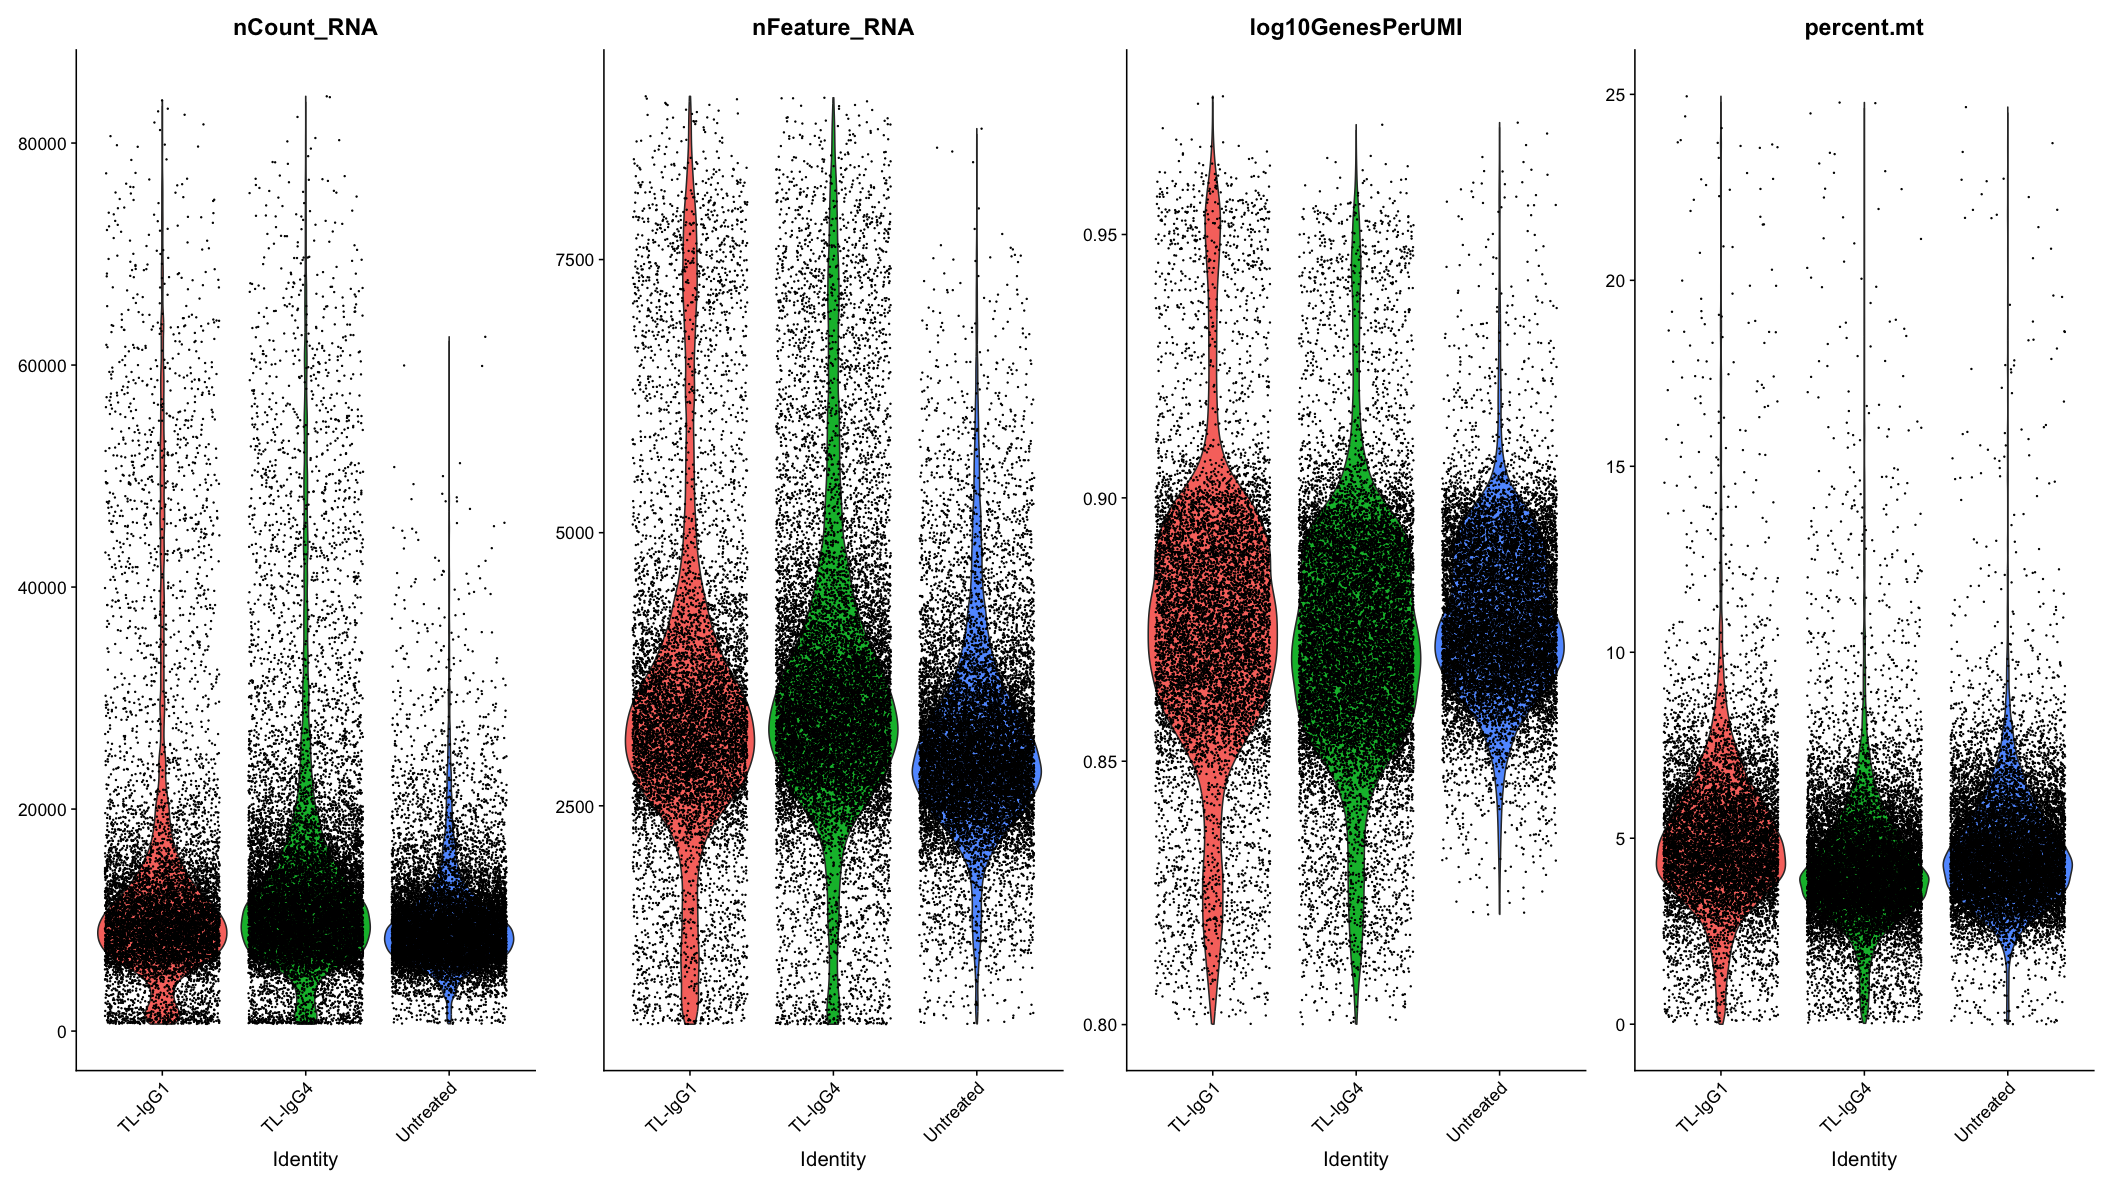 nCount_RNA
80000
60000
40000
20000
0
TL-IgG1
TL-IgG4
Untreated
Identity
nFeature_RNA
7500
5000
2500
TL-IgG1
TL-IgG4
Untreated
Identity
log10GenesPerUMI
0.95
0.90
0.85
0.80
TL-IgG1
TL-IgG4
Untreated
Identity
percent.mt
25
20
15
10
5
0
TL-IgG1
TL-IgG4
Untreated
Identity